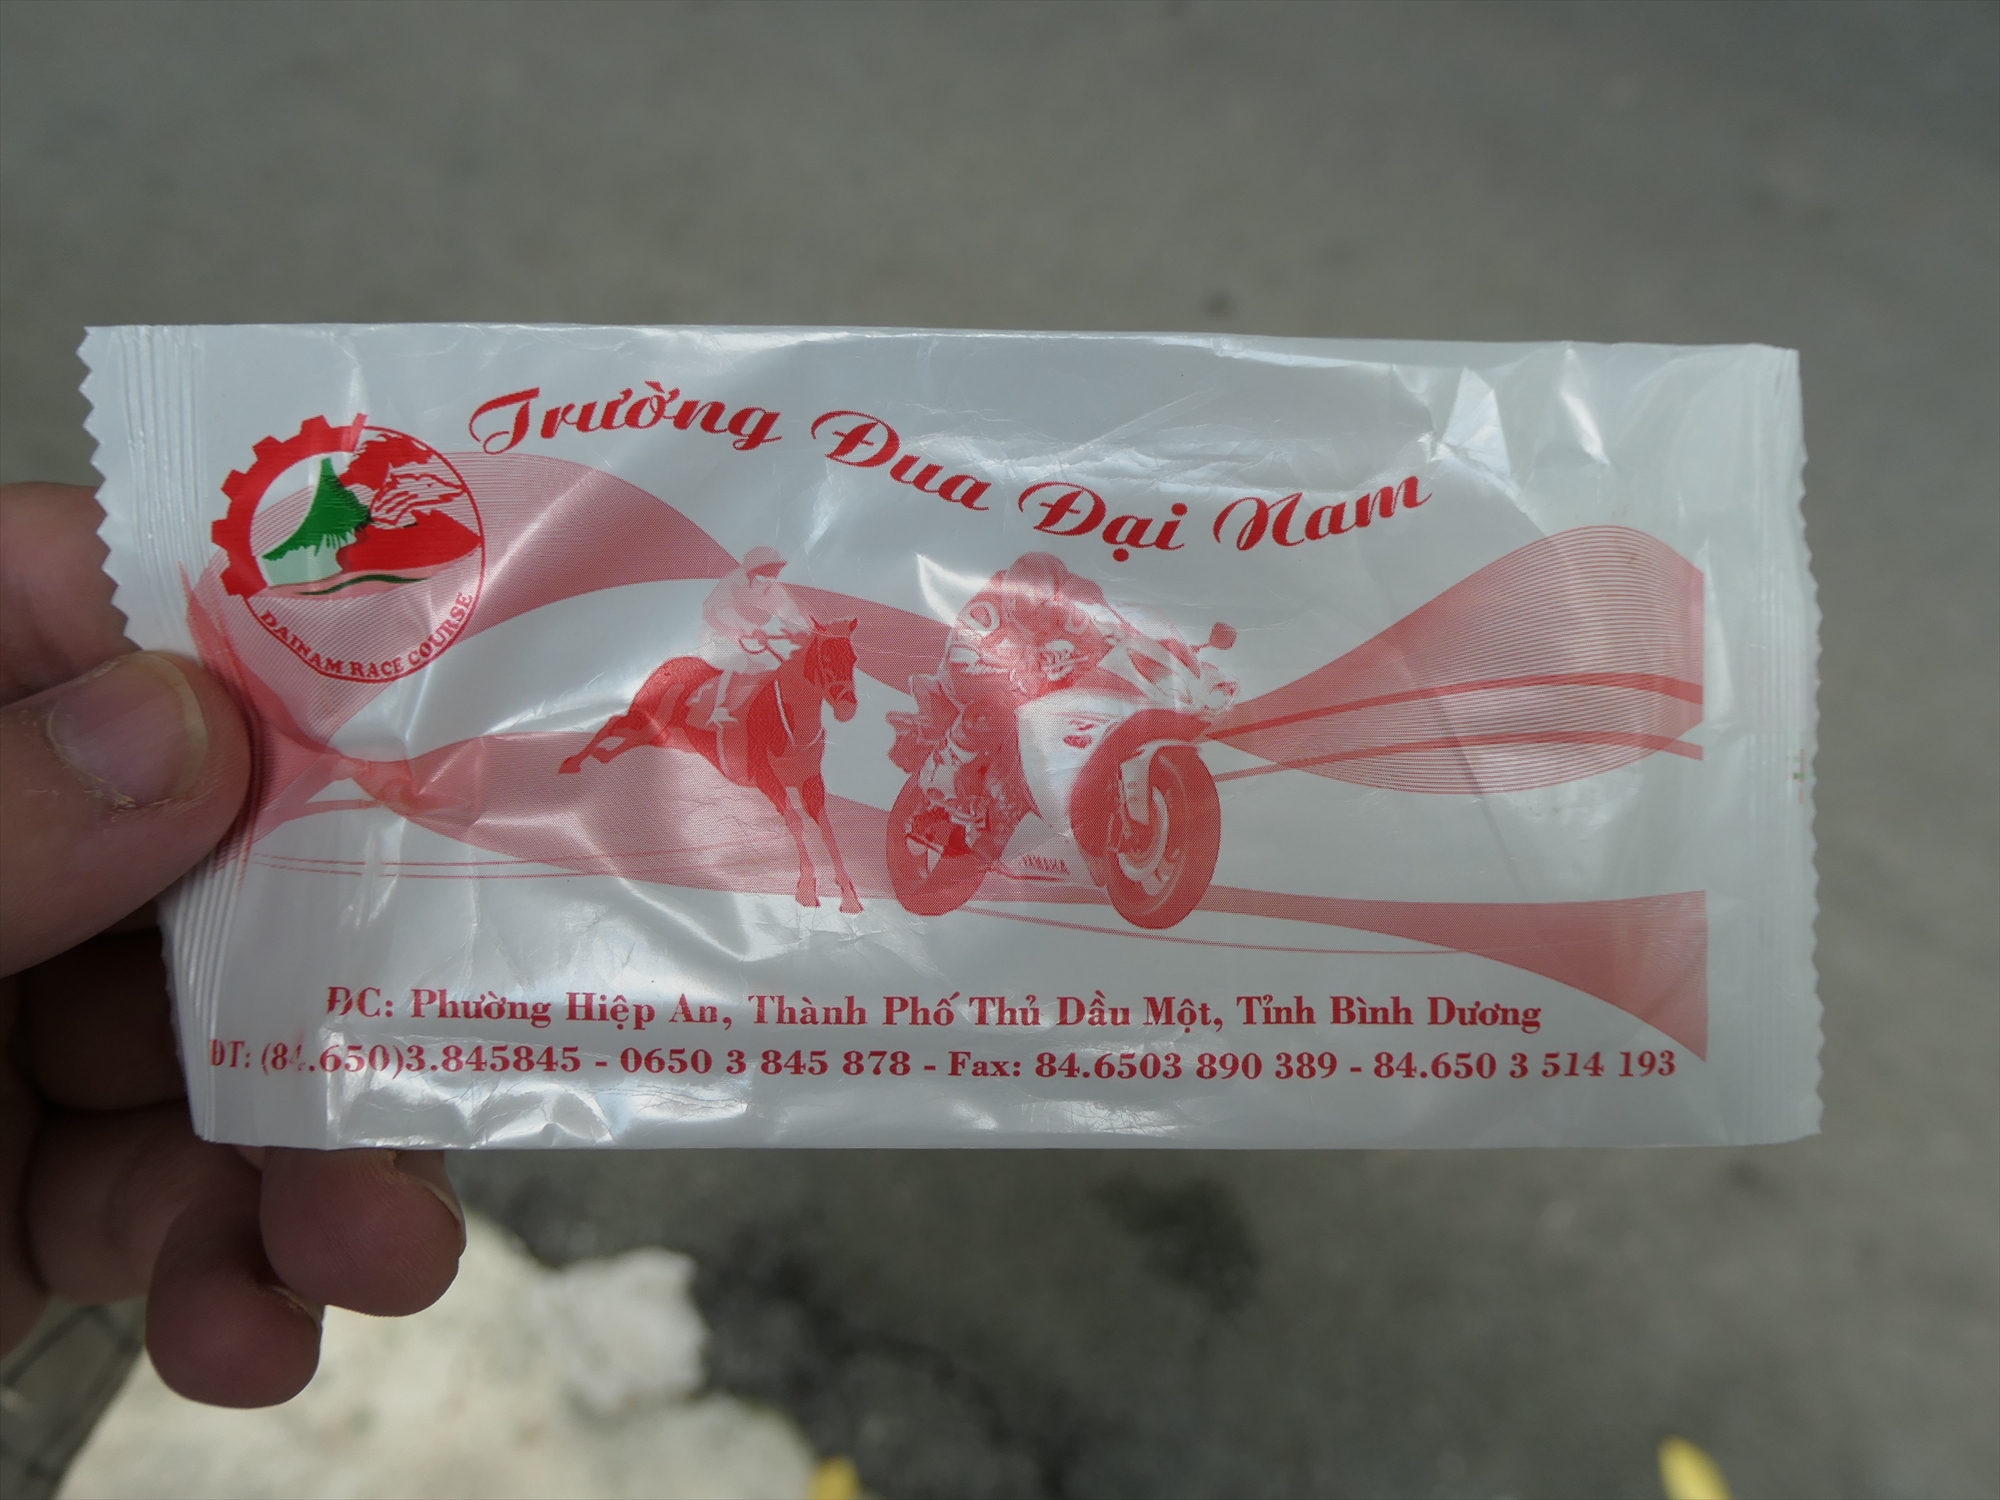 Trường Đua Đại Nam
DAINAM RACE COURSE
YAMAHA
ĐC: Phường Hiệp An, Thành Phố Thủ Dầu Một, Tỉnh Bình Dương
ĐT: (84.650)3.845845 - 0650 3 845 878 - Fax: 84.6503 890 389 - 84.650 3 514 193